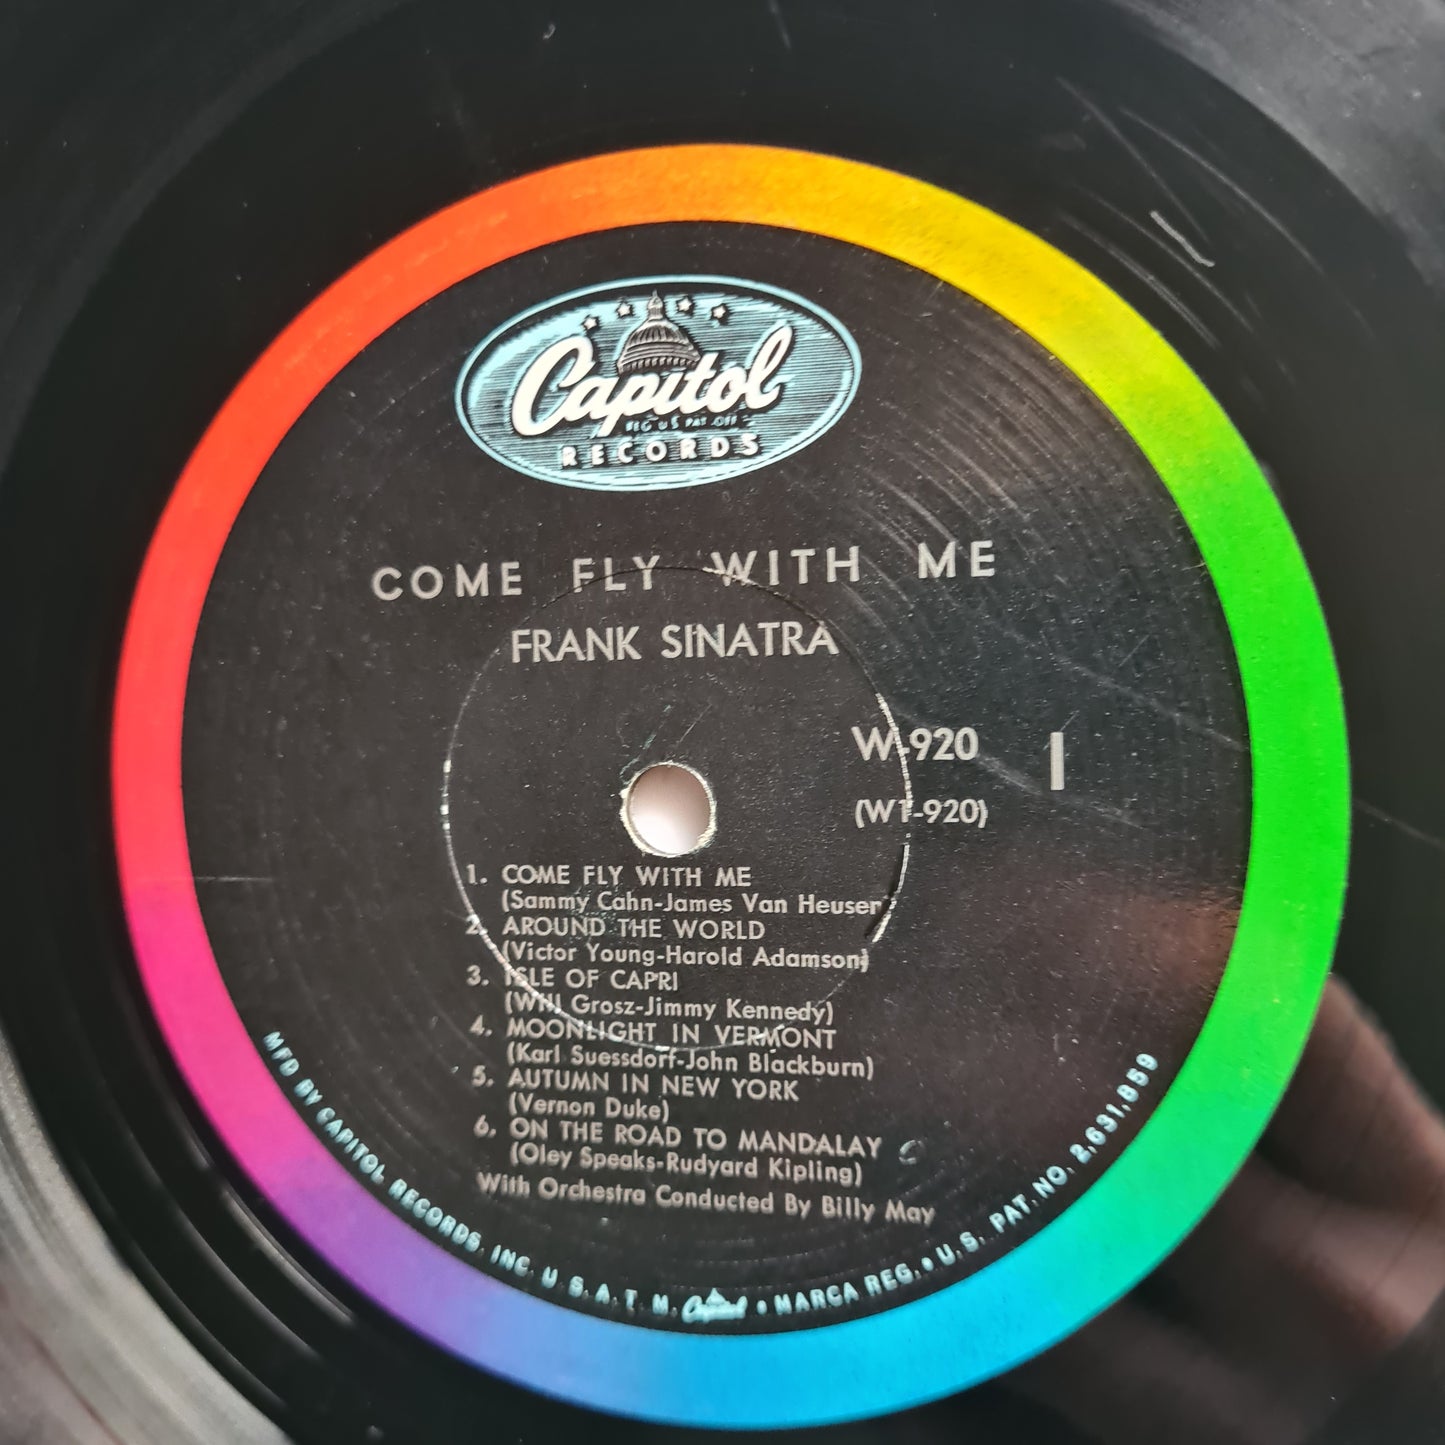 Capitol
REG U S PAT OFF
RECORDS
COME FLY WITH ME
FRANK SINATRA
W-920
1
(WT-920)
1. COME FLY WITH ME
(Sammy Cahn-James Van Heusen)
2. AROUND THE WORLD
(Victor Young-Harold Adamson)
3. ISLE OF CAPRI
(Will Grosz-Jimmy Kennedy)
4. MOONLIGHT IN VERMONT
(Karl Suessdorf-John Blackburn)
5. AUTUMN IN NEW YORK
(Vernon Duke)
6. ON THE ROAD TO MANDALAY
(Oley Speaks-Rudyard Kipling)
With Orchestra Conducted By Billy May
MFD BY CAPITOL RECORDS, INC. U.S.A. T. M. Capitol • MARCA REG. • U.S. PAT. NO. 2,631,859